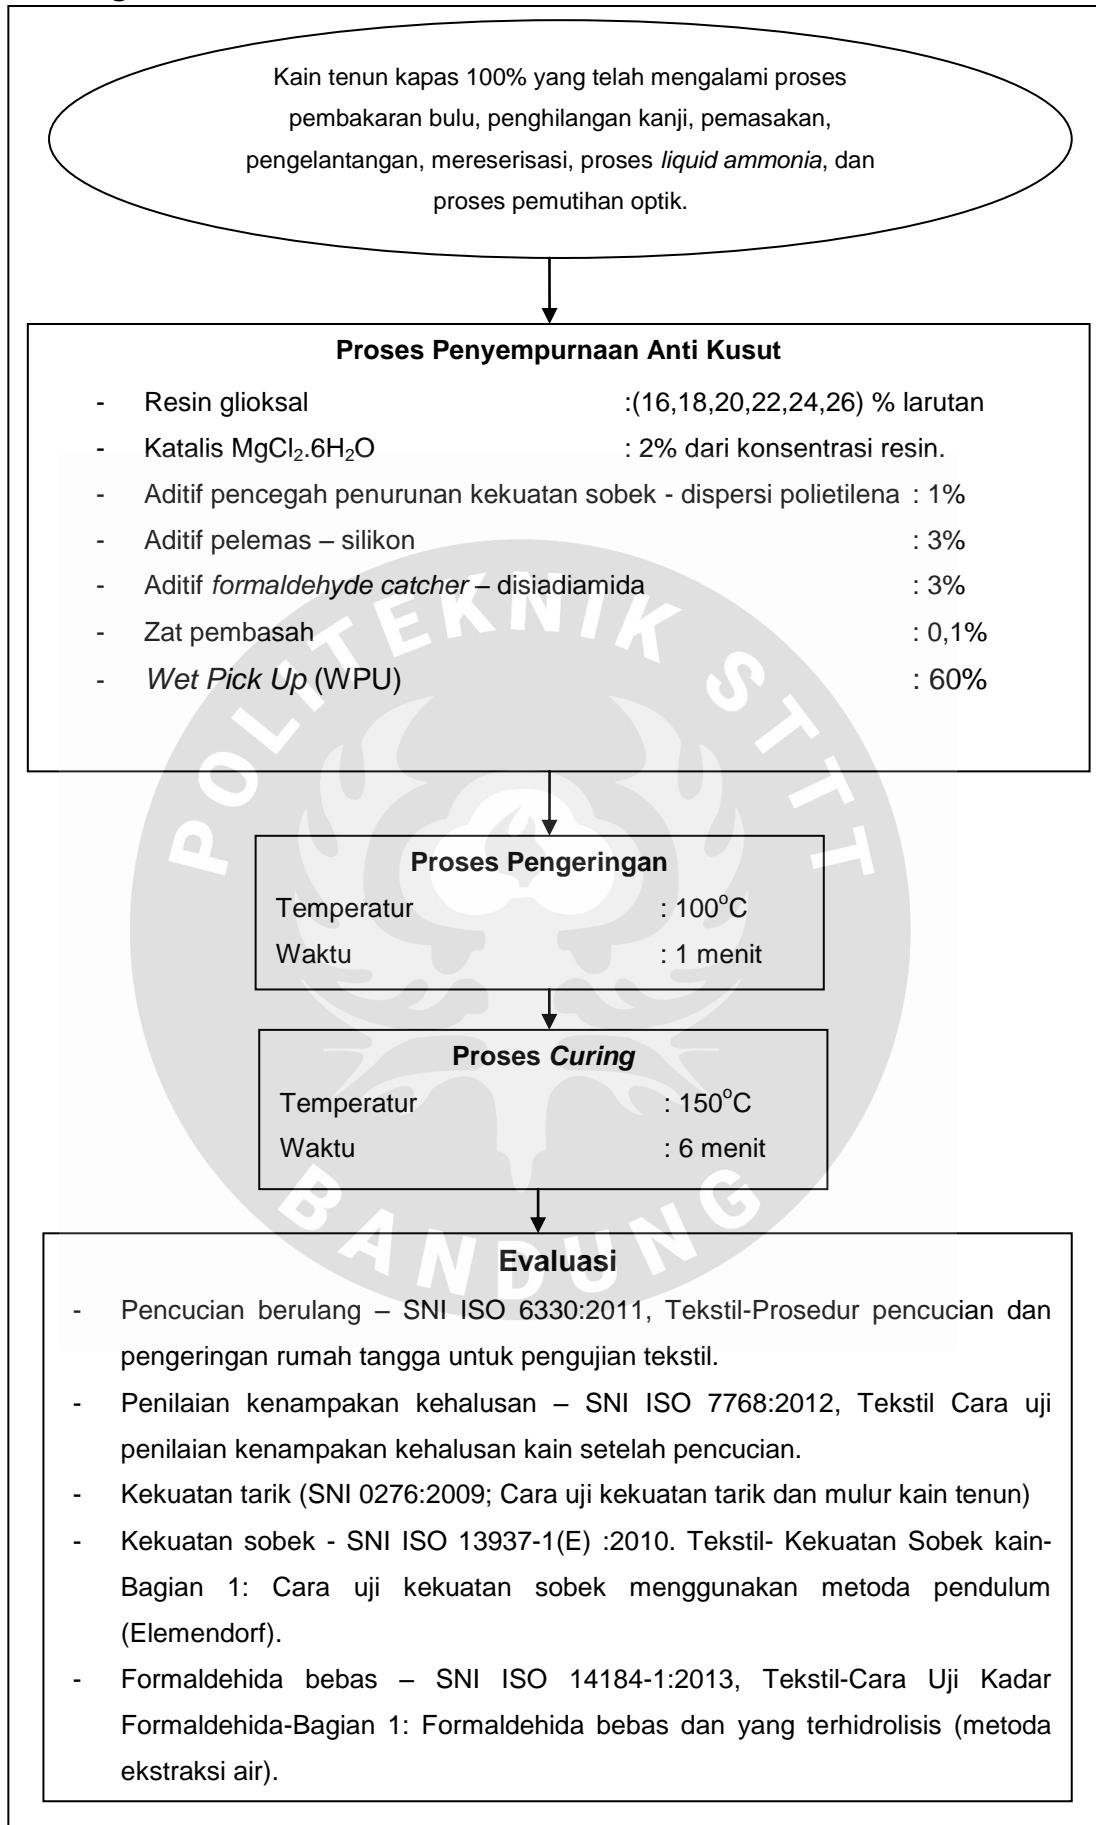 Kain tenun kapas 100% yang telah mengalami proses
pembakaran bulu, penghilangan kanji, pemasakan,
pengelantangan, mereserisasi, proses liquid ammonia, dan
proses pemutihan optik.
Proses Penyempurnaan Anti Kusut
- Resin glioksal :(16,18,20,22,24,26) % larutan
- Katalis MgCl₂.6H₂O : 2% dari konsentrasi resin.
- Aditif pencegah penurunan kekuatan sobek - dispersi polietilena : 1%
- Aditif pelemas – silikon : 3%
- Aditif formaldehyde catcher – disiadiamida : 3%
- Zat pembasah : 0,1%
- Wet Pick Up (WPU) : 60%
POLITEKNIK STTT
BANDUNG
Proses Pengeringan
Temperatur : 100°C
Waktu : 1 menit
Proses Curing
Temperatur : 150°C
Waktu : 6 menit
Evaluasi
- Pencucian berulang – SNI ISO 6330:2011, Tekstil-Prosedur pencucian dan
pengeringan rumah tangga untuk pengujian tekstil.
- Penilaian kenampakan kehalusan – SNI ISO 7768:2012, Tekstil Cara uji
penilaian kenampakan kehalusan kain setelah pencucian.
- Kekuatan tarik (SNI 0276:2009; Cara uji kekuatan tarik dan mulur kain tenun)
- Kekuatan sobek - SNI ISO 13937-1(E) :2010. Tekstil- Kekuatan Sobek kain-
Bagian 1: Cara uji kekuatan sobek menggunakan metoda pendulum
(Elemendorf).
- Formaldehida bebas – SNI ISO 14184-1:2013, Tekstil-Cara Uji Kadar
Formaldehida-Bagian 1: Formaldehida bebas dan yang terhidrolisis (metoda
ekstraksi air).